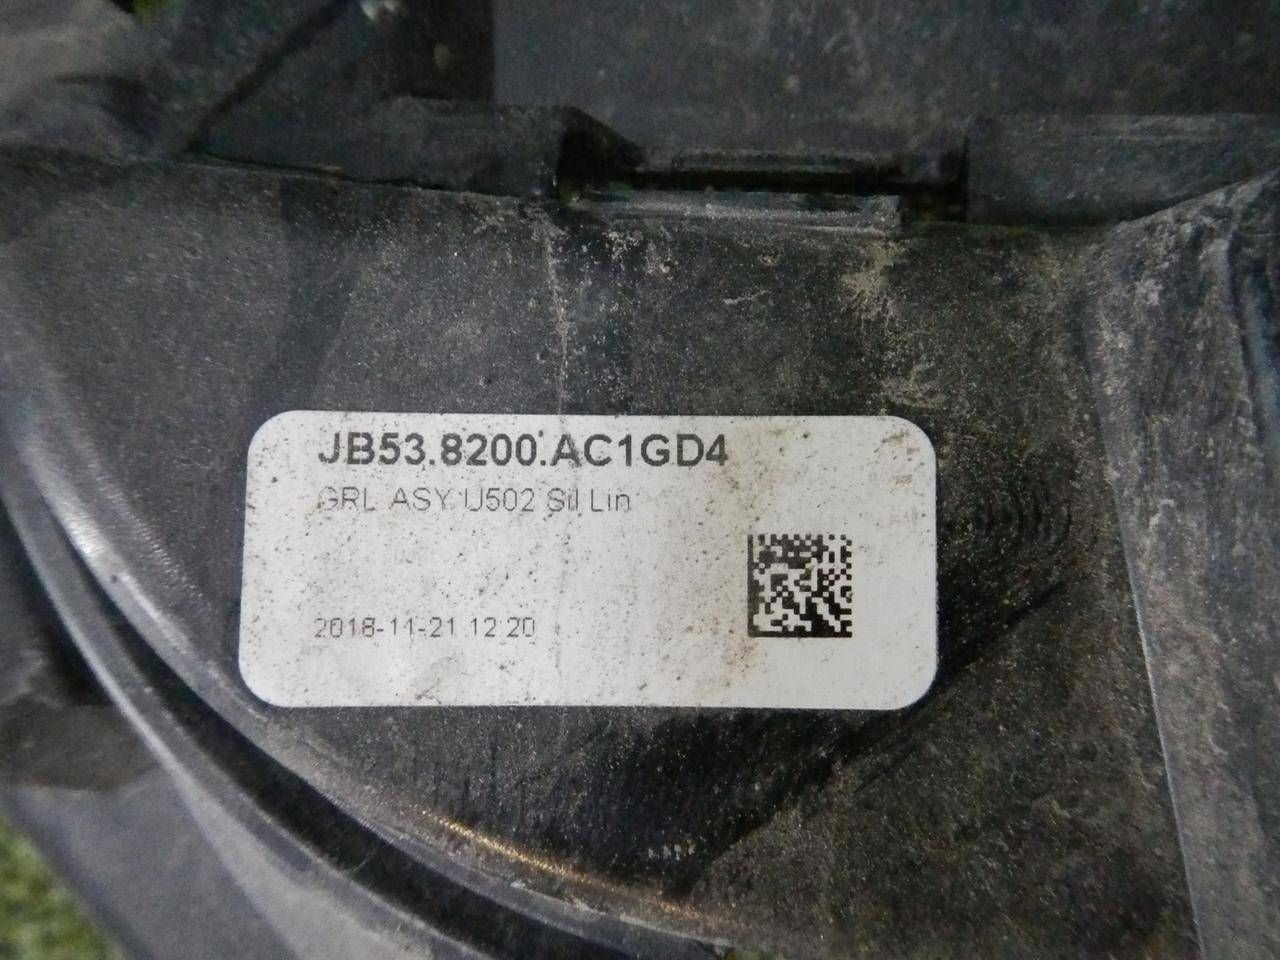 JB53.8200.AC1GD4
GRL ASY U502 Sil Lin
2018-11-21 12:20